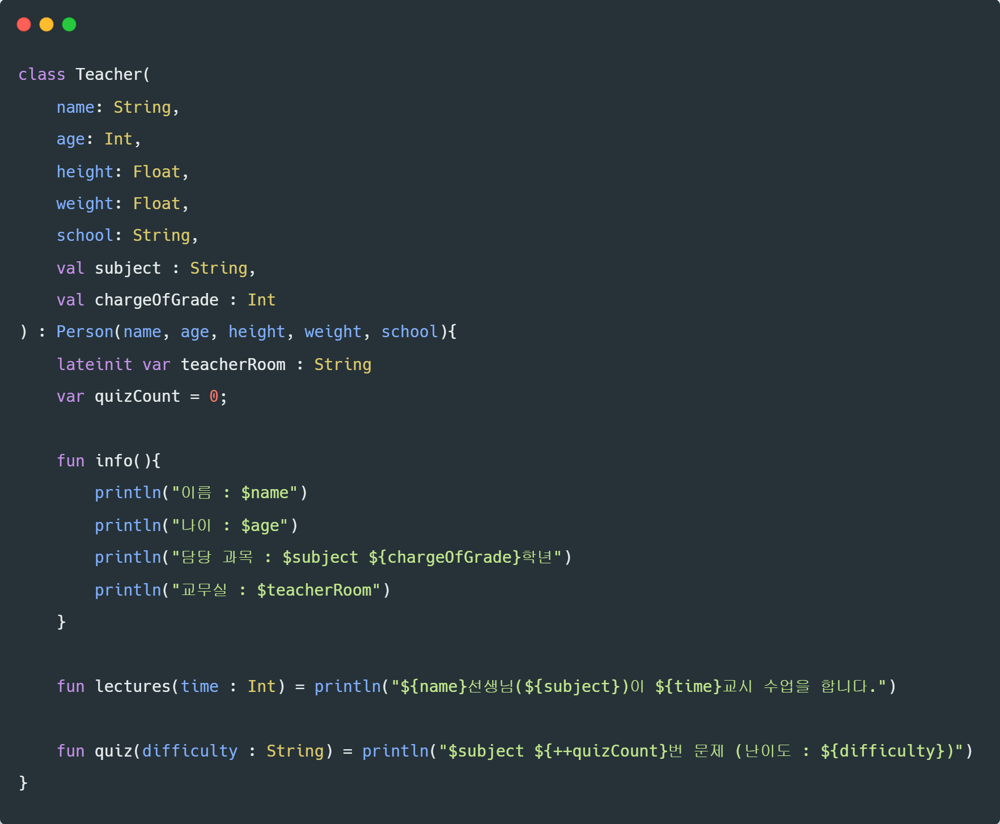 class Teacher(
    name: String,
    age: Int,
    height: Float,
    weight: Float,
    school: String,
    val subject : String,
    val chargeOfGrade : Int
) : Person(name, age, height, weight, school){
    lateinit var teacherRoom : String
    var quizCount = 0;
    fun info(){
        println("이름 : $name")
        println("나이 : $age")
        println("담당 과목 : $subject ${chargeOfGrade}학년")
        println("교무실 : $teacherRoom")
    }
    fun lectures(time : Int) = println("${name}선생님(${subject})이 ${time}교시 수업을 합니다.")
    fun quiz(difficulty : String) = println("$subject ${++quizCount}번 문제 (난이도 : ${difficulty})")
}